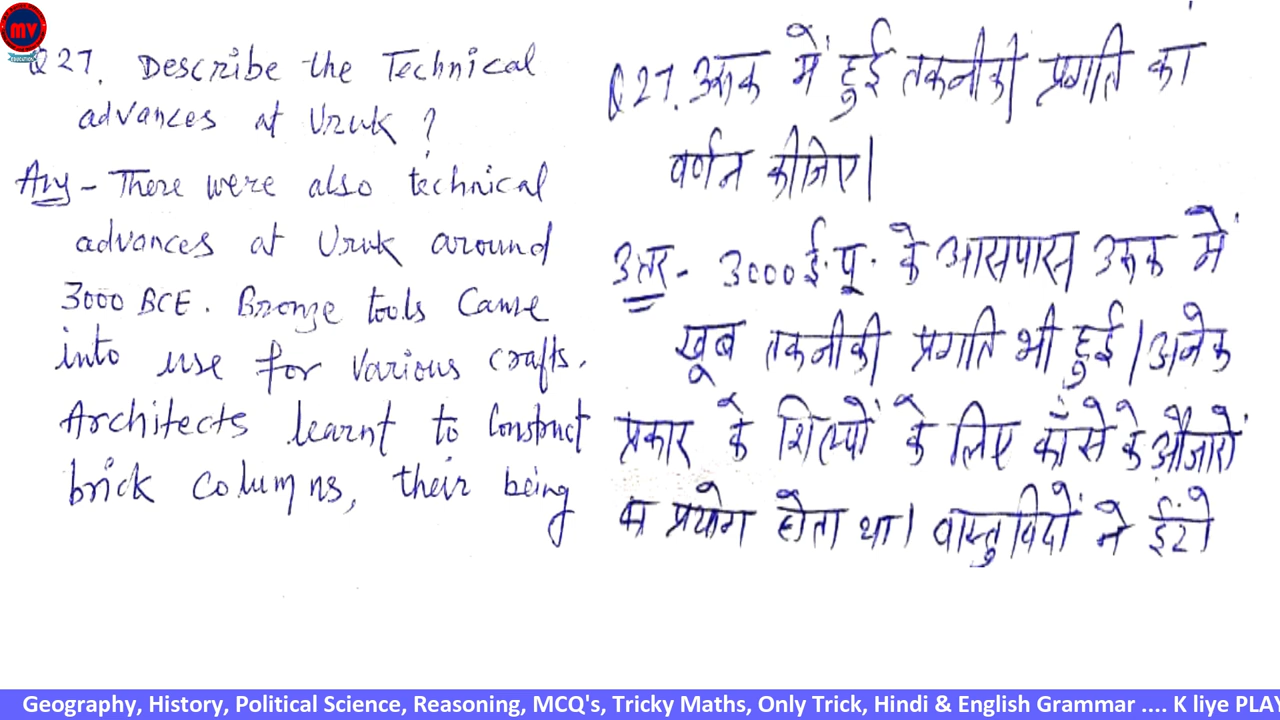 mv
EDUCATION
Q27. Describe the Technical
advances at Uruk ?
Ans - There were also technical
advances at Uruk around
3000 BCE. Bronze tools came
into use for various crafts.
Architects learnt to construct
brick columns, their being
Q27. उरूक में हुई तकनीकी प्रगति का
वर्णन कीजिए।
उत्तर - 3000 ई.पू. के आसपास उरूक में
खूब तकनीकी प्रगति भी हुई। अनेक
प्रकार के शिल्पों के लिए काँसे के औजारों
का प्रयोग होता था। वास्तुविदों ने ईंटो
Geography, History, Political Science, Reasoning, MCQ's, Tricky Maths, Only Trick, Hindi & English Grammar .... K liye PLAY